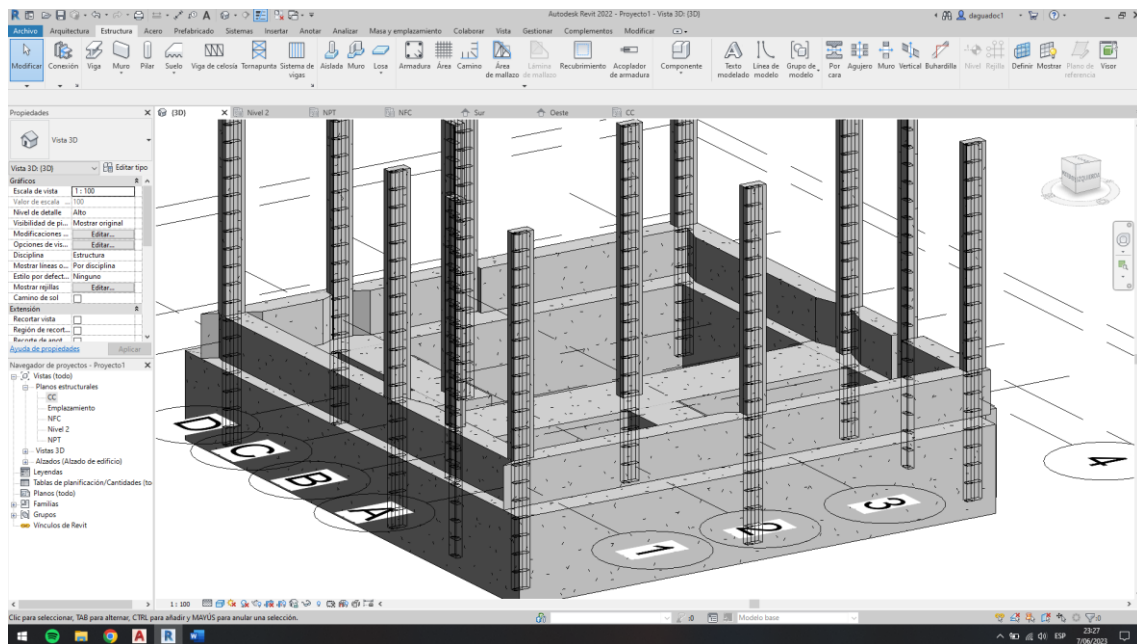 Autodesk Revit 2022 - Proyecto1 - Vista 3D: {3D}
deguadoc1
Archivo Arquitectura Estructura Acero Prefabricado Sistemas Insertar Anotar Analizar Masa y emplazamiento Colaborar Vista Gestionar Complementos Modificar
Modificar Conexión Viga Muro Pilar Suelo Viga de celosía Tornapunta Sistema de vigas Aislada Muro Losa Armadura Área Camino Área de mallazo Lámina de mallazo Recubrimiento Acoplador de armadura Componente Texto modelado Línea de modelo Grupo de modelo Por cara Agujero Muro Vertical Buhardilla Nivel Rejilla Definir Mostrar Plano de referencia Visor
Propiedades
{3D} Nivel 2 NPT NFC Sur Oeste CC
Vista 3D
Vista 3D: {3D} Editar tipo
Gráficos
Escala de vista 1 : 100
Valor de escala ... 100
Nivel de detalle Alto
Visibilidad de pi... Mostrar original
Modificaciones ... Editar...
Opciones de vis... Editar...
Disciplina Estructura
Mostrar líneas o... Por disciplina
Estilo por defect... Ninguno
Mostrar rejillas Editar...
Camino de sol
Extensión
Recortar vista
Región de recort...
Recorte de anot...
Ayuda de propiedades Aplicar
Navegador de proyectos - Proyecto1
Vistas (todo)
Planos estructurales
CC
Emplazamiento
NFC
Nivel 2
NPT
Vistas 3D
Alzados (Alzado de edificio)
Leyendas
Tablas de planificación/Cantidades (to
Planos (todo)
Familias
Grupos
Vínculos de Revit
D
C
B
A
1
2
3
4
1 : 100
Clic para seleccionar, TAB para alternar, CTRL para añadir y MAYÚS para anular una selección.
:0 Modelo base
:0
ESP 23:27
7/06/2023